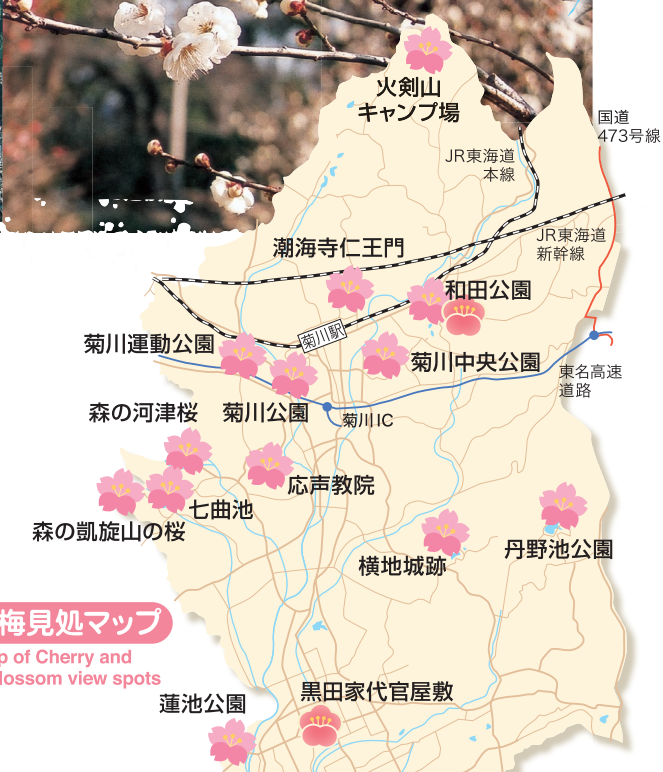 火剣山
キャンプ場
国道
473号線
JR東海道
本線
JR東海道
新幹線
潮海寺仁王門
和田公園
菊川駅
菊川運動公園
菊川中央公園
東名高速
道路
森の河津桜
菊川公園
菊川IC
応声教院
七曲池
森の凱旋山の桜
横地城跡
丹野池公園
梅見処マップ
p of Cherry and
lossom view spots
蓮池公園
黒田家代官屋敷